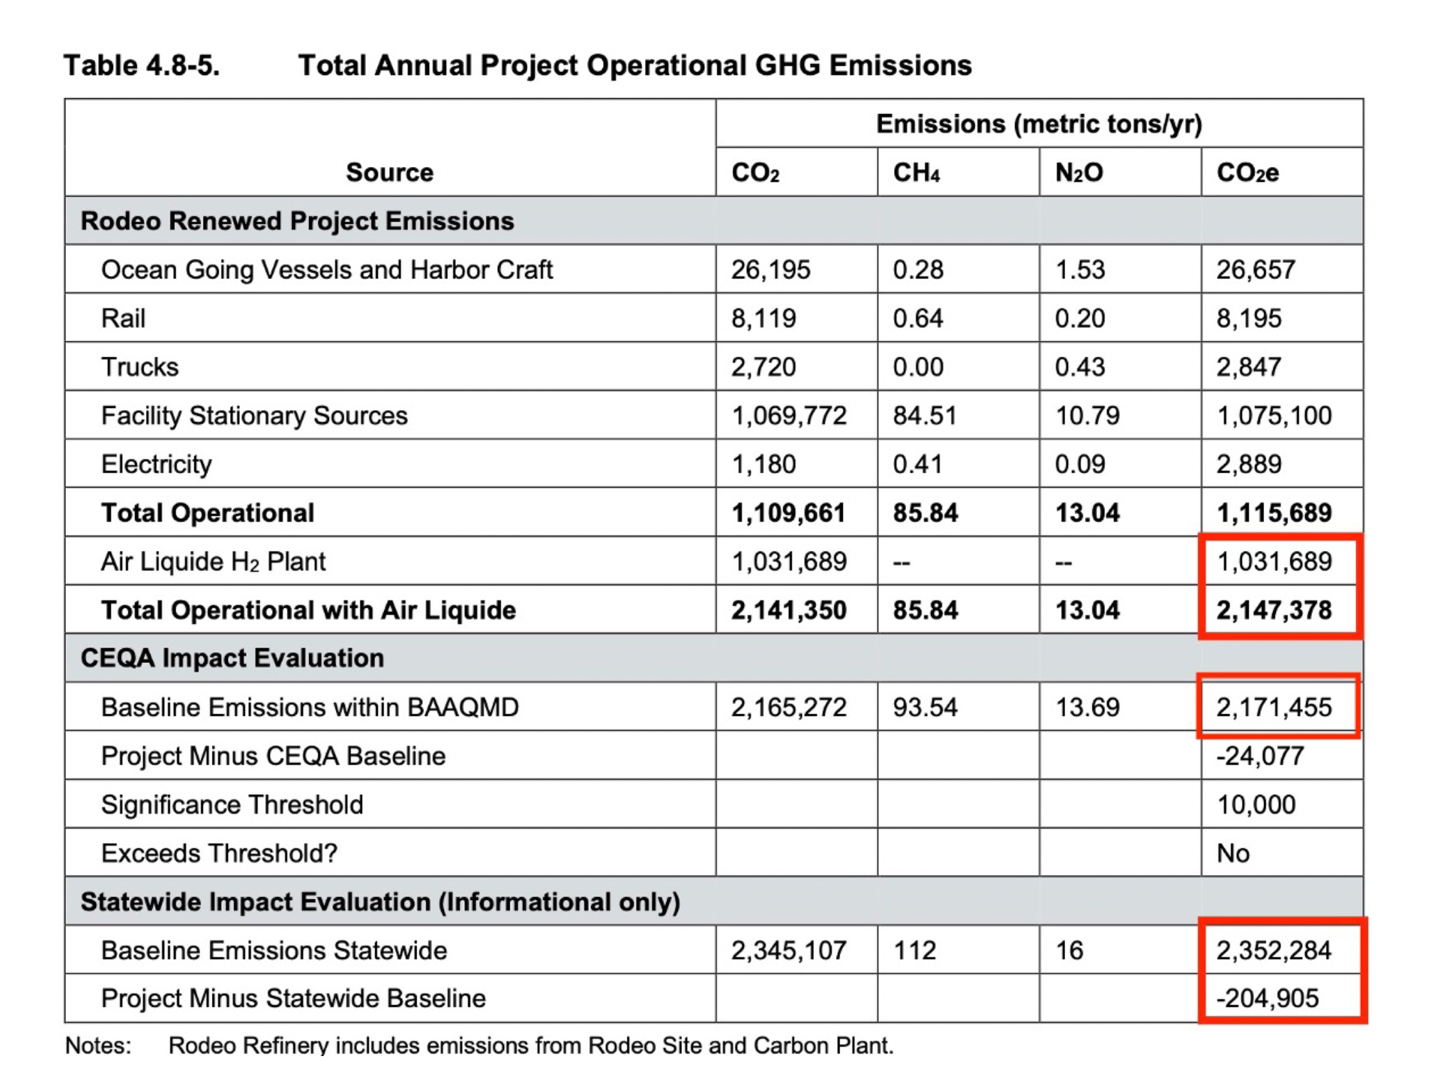 Table 4.8-5. Total Annual Project Operational GHG Emissions
Emissions (metric tons/yr)
Source CO2 CH4 N2O CO2e
Rodeo Renewed Project Emissions
Ocean Going Vessels and Harbor Craft 26,195 0.28 1.53 26,657
Rail 8,119 0.64 0.20 8,195
Trucks 2,720 0.00 0.43 2,847
Facility Stationary Sources 1,069,772 84.51 10.79 1,075,100
Electricity 1,180 0.41 0.09 2,889
Total Operational 1,109,661 85.84 13.04 1,115,689
Air Liquide H2 Plant 1,031,689 -- -- 1,031,689
Total Operational with Air Liquide 2,141,350 85.84 13.04 2,147,378
CEQA Impact Evaluation
Baseline Emissions within BAAQMD 2,165,272 93.54 13.69 2,171,455
Project Minus CEQA Baseline -24,077
Significance Threshold 10,000
Exceeds Threshold? No
Statewide Impact Evaluation (Informational only)
Baseline Emissions Statewide 2,345,107 112 16 2,352,284
Project Minus Statewide Baseline -204,905
Notes: Rodeo Refinery includes emissions from Rodeo Site and Carbon Plant.